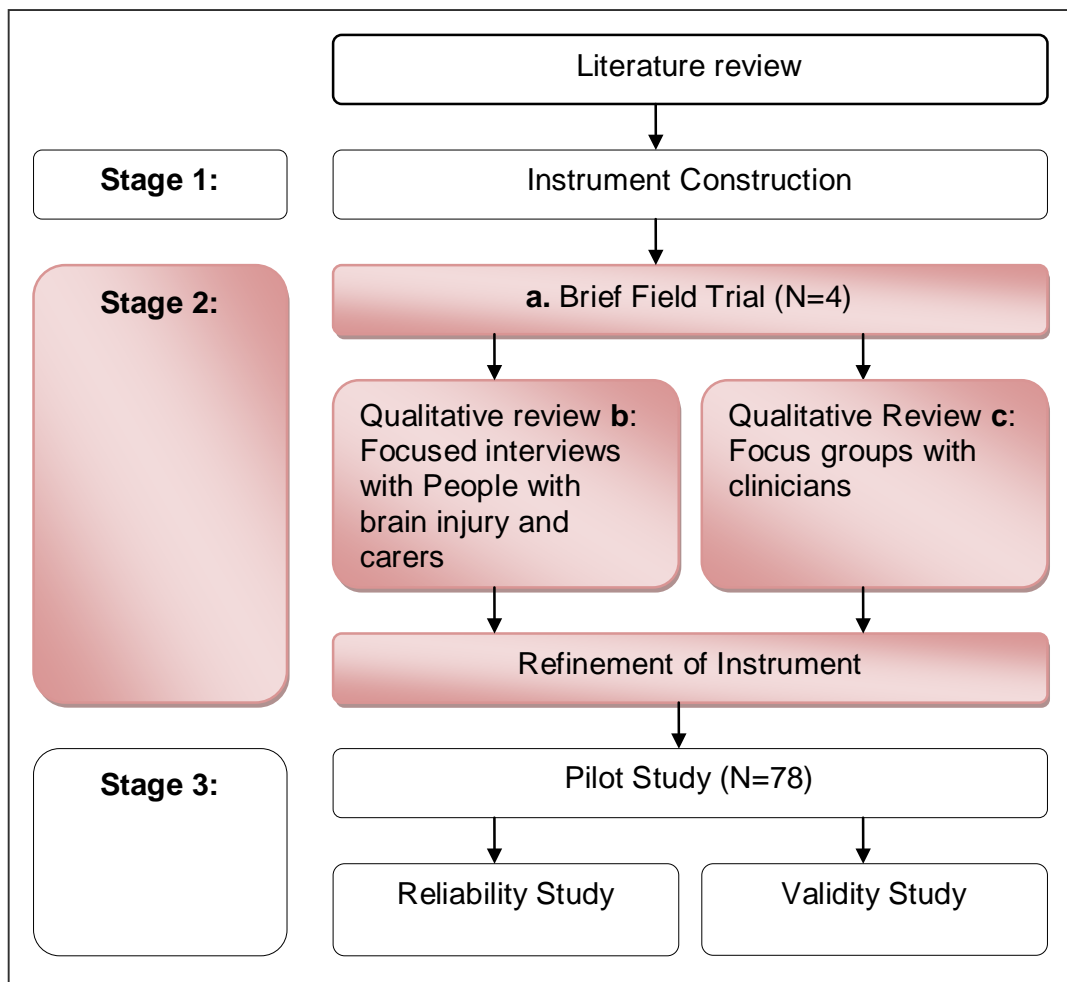 Literature review
Stage 1:
Instrument Construction
Stage 2:
a. Brief Field Trial (N=4)
Qualitative review b:
Focused interviews
with People with
brain injury and
carers
Qualitative Review c:
Focus groups with
clinicians
Refinement of Instrument
Stage 3:
Pilot Study (N=78)
Reliability Study
Validity Study